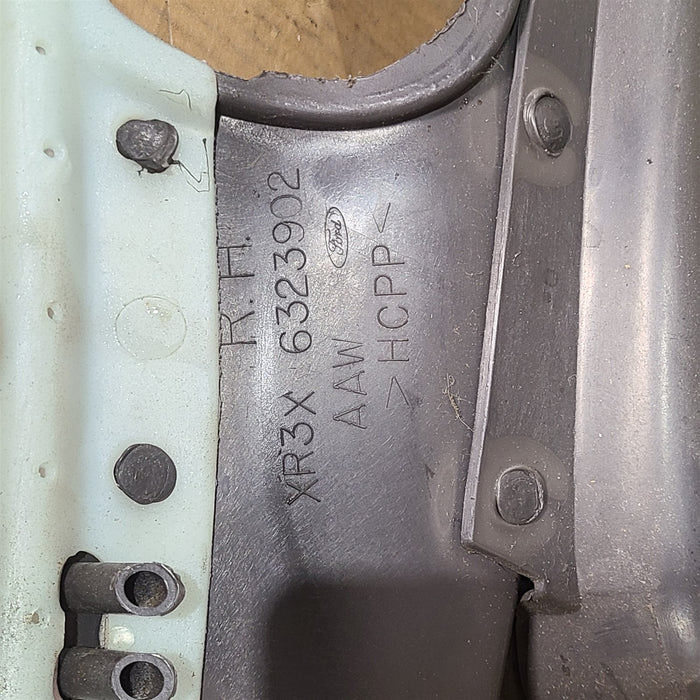 R.H.
XR3X 6323902
Ford
AAW
>HCPP<